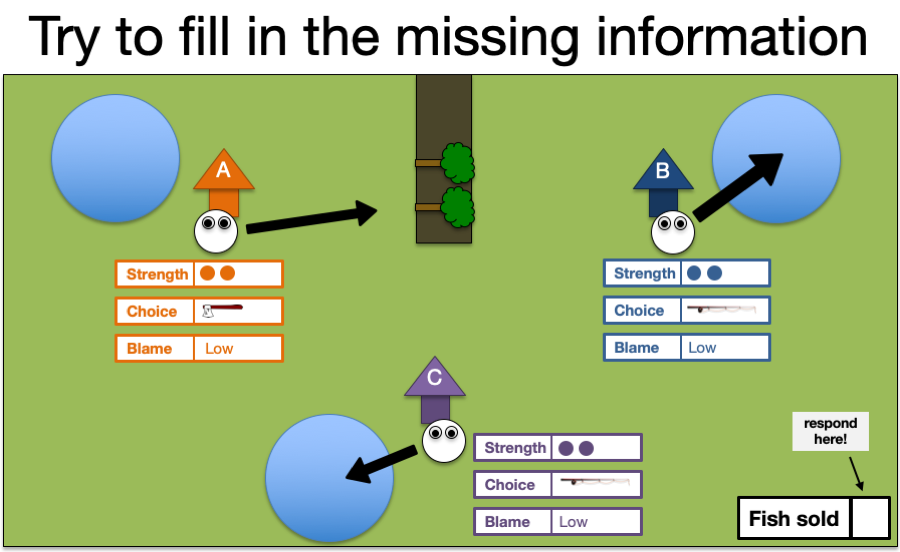 Try to fill in the missing information
A
B
Strength
Choice
Blame Low
Strength
Choice
Blame Low
C
Strength
Choice
Blame Low
respond
here!
Fish sold